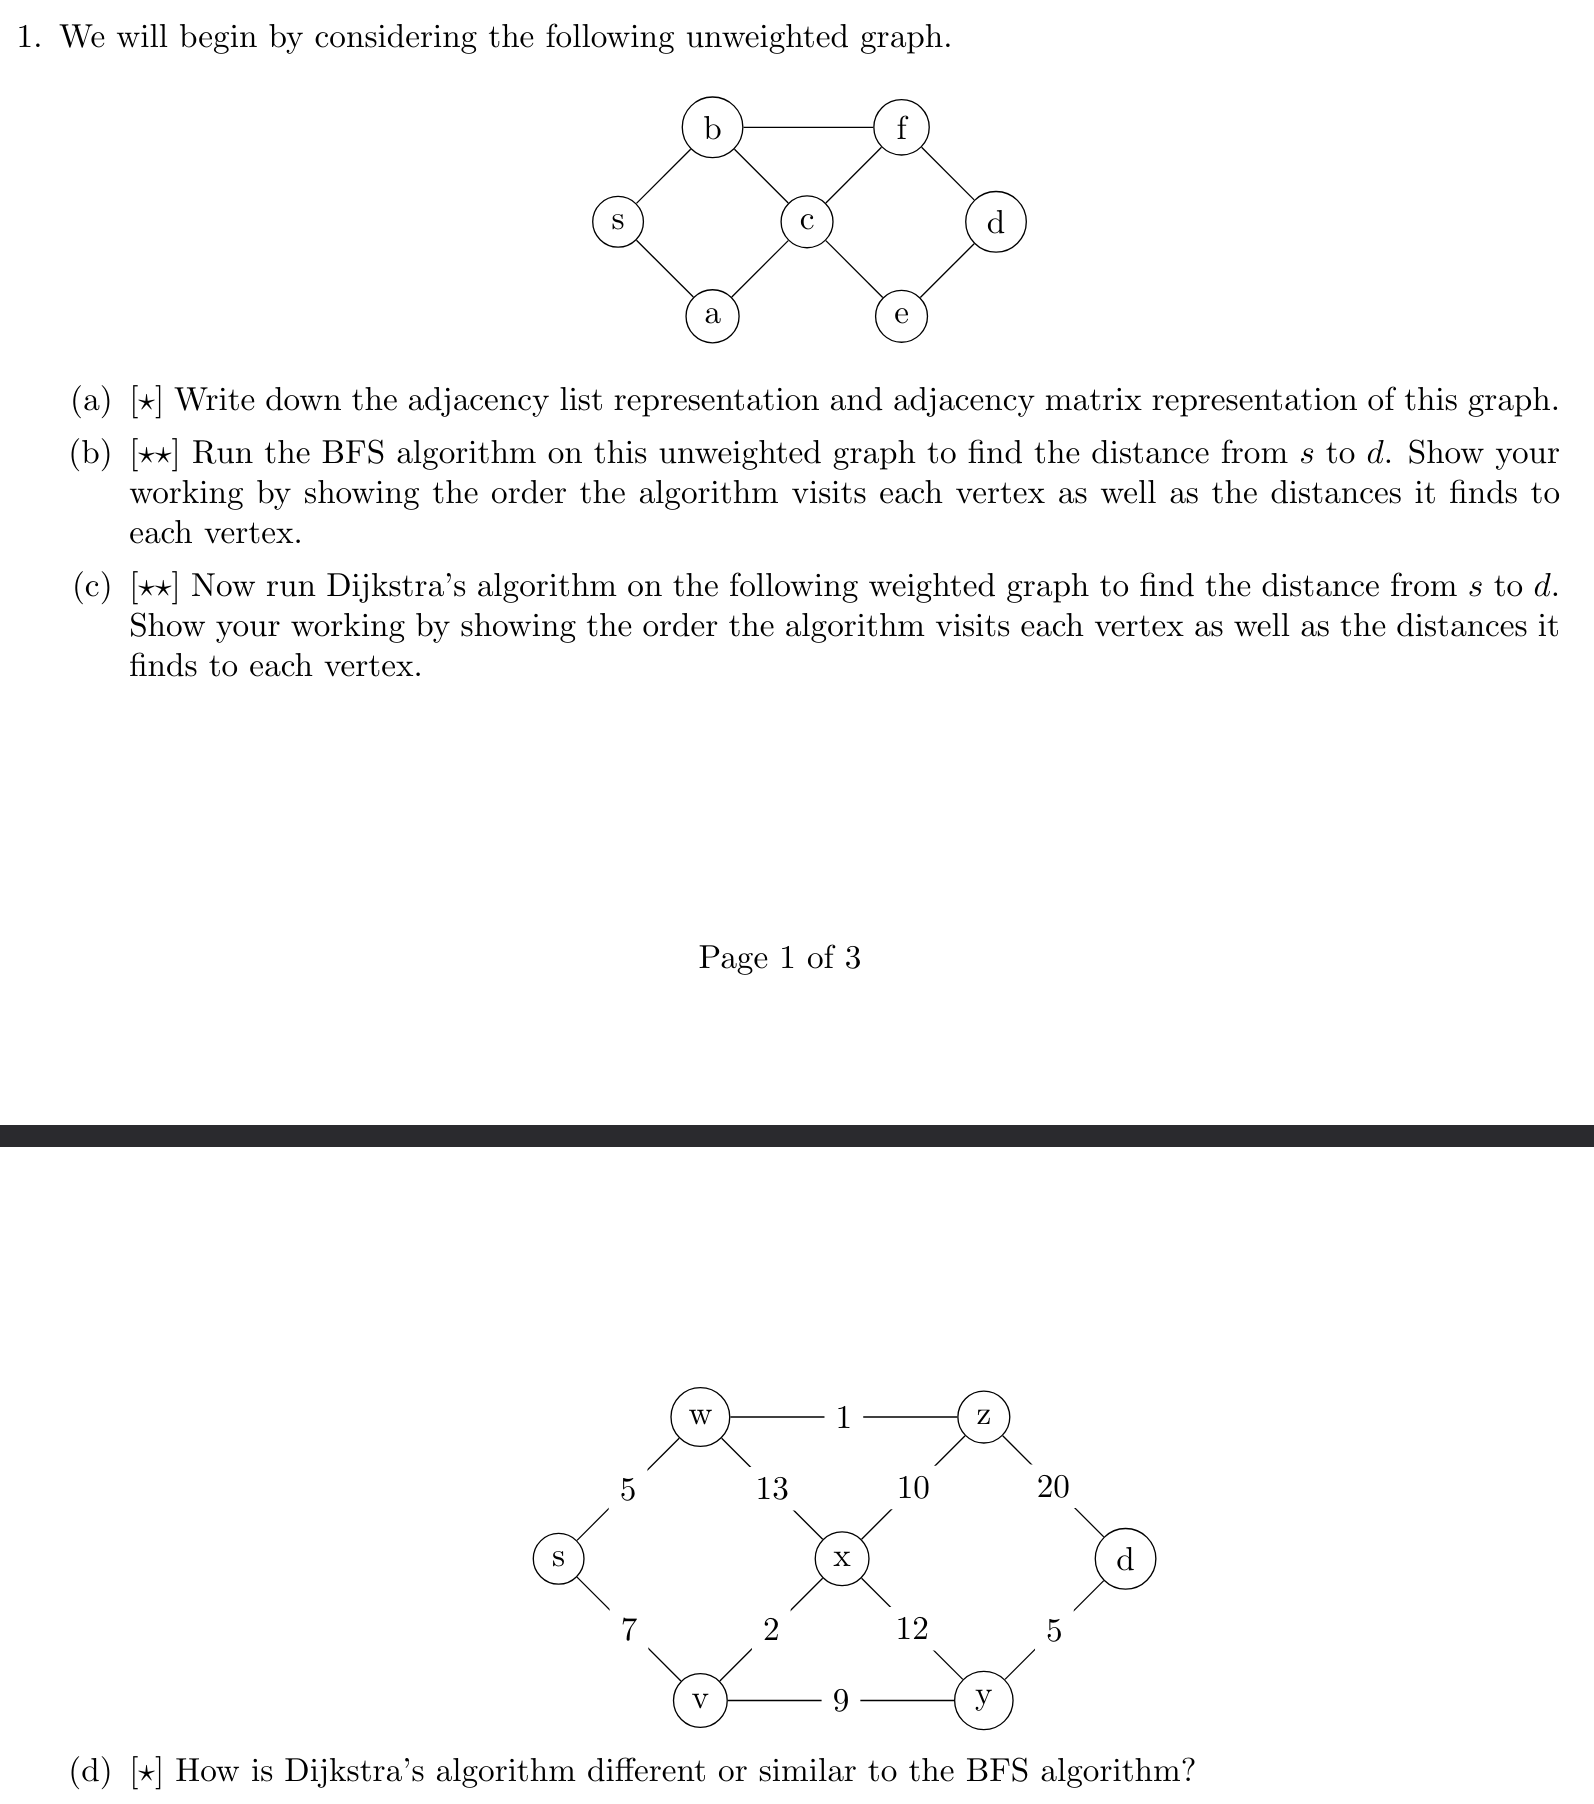 1. We will begin by considering the following unweighted graph.
b f
s c d
a e
(a) [⋆] Write down the adjacency list representation and adjacency matrix representation of this graph.
(b) [⋆⋆] Run the BFS algorithm on this unweighted graph to find the distance from s to d. Show your
working by showing the order the algorithm visits each vertex as well as the distances it finds to
each vertex.
(c) [⋆⋆] Now run Dijkstra's algorithm on the following weighted graph to find the distance from s to d.
Show your working by showing the order the algorithm visits each vertex as well as the distances it
finds to each vertex.
Page 1 of 3
w 1 z
5 13 10 20
s x d
7 2 12 5
v 9 y
(d) [⋆] How is Dijkstra's algorithm different or similar to the BFS algorithm?